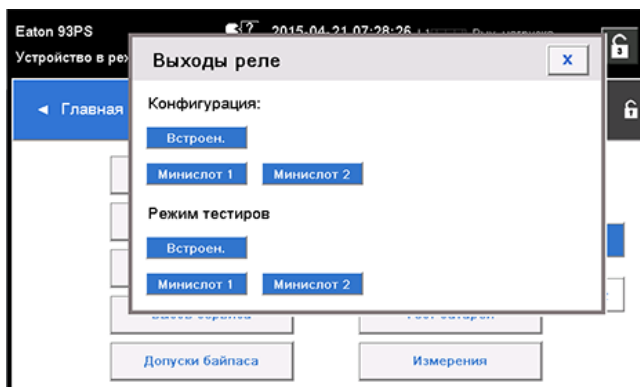 Eaton 93PS 2015-04-21 07:28:26
Устройство в реж
Выходы реле X
◄ Главная
Конфигурация:
Встроен.
Минислот 1 Минислот 2
Режим тестиров
Встроен.
Минислот 1 Минислот 2
Допуски байпаса Измерения